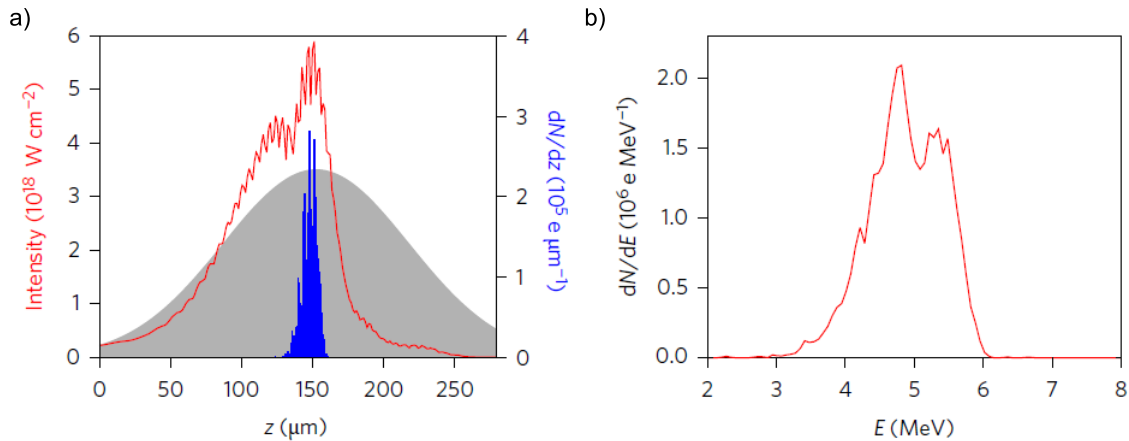 a)
6
5
4
3
2
1
0
Intensity (10¹⁸ W cm⁻²)
4
3
2
1
0
dN/dz (10⁵ e μm⁻¹)
0 50 100 150 200 250
z (μm)
b)
2.0
1.5
1.0
0.5
0.0
dN/dE (10⁶ e MeV⁻¹)
2 3 4 5 6 7 8
E (MeV)